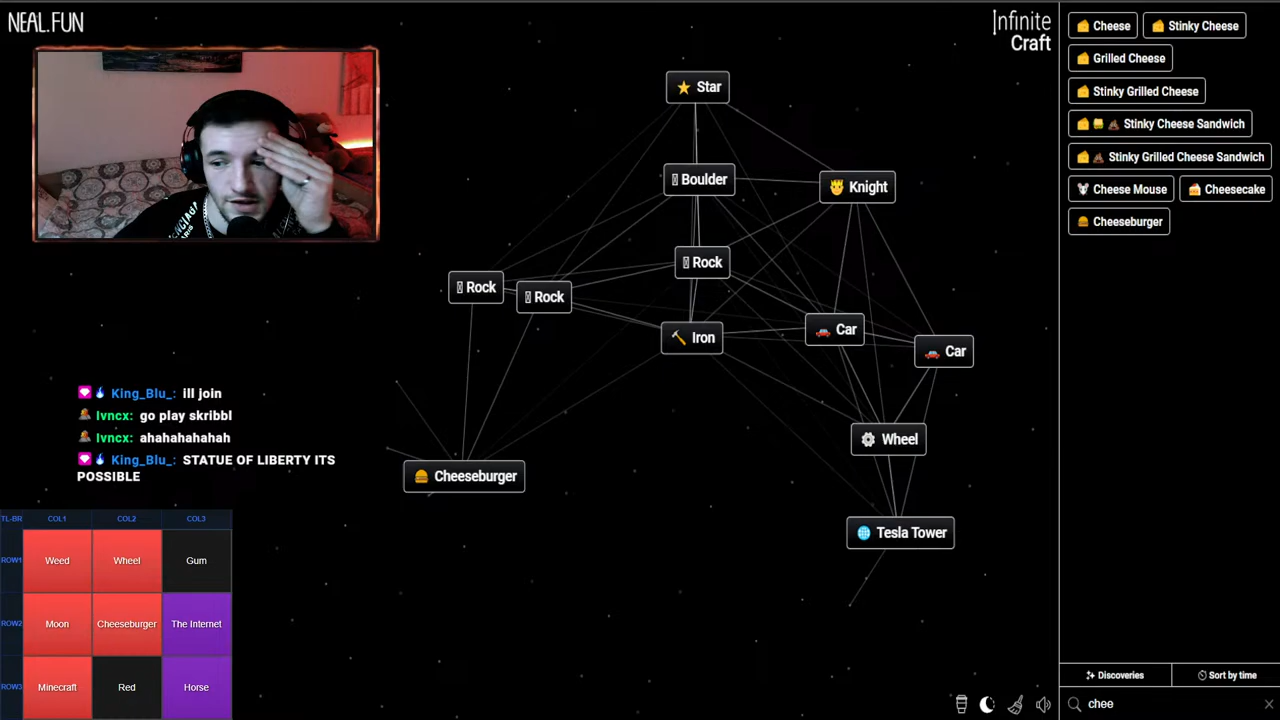 NEAL.FUN
Infinite
Craft
Star
Boulder
Knight
Rock
Rock
Rock
Iron
Car
Car
Wheel
Cheeseburger
Tesla Tower
King_Blu_: ill join
lvncx: go play skribbl
lvncx: ahahahahahah
King_Blu_: STATUE OF LIBERTY ITS
POSSIBLE
TL-BR COL1 COL2 COL3
ROW1 Weed Wheel Gum
ROW2 Moon Cheeseburger The Internet
ROW3 Minecraft Red Horse
Cheese Stinky Cheese
Grilled Cheese
Stinky Grilled Cheese
Stinky Cheese Sandwich
Stinky Grilled Cheese Sandwich
Cheese Mouse Cheesecake
Cheeseburger
Discoveries Sort by time
chee